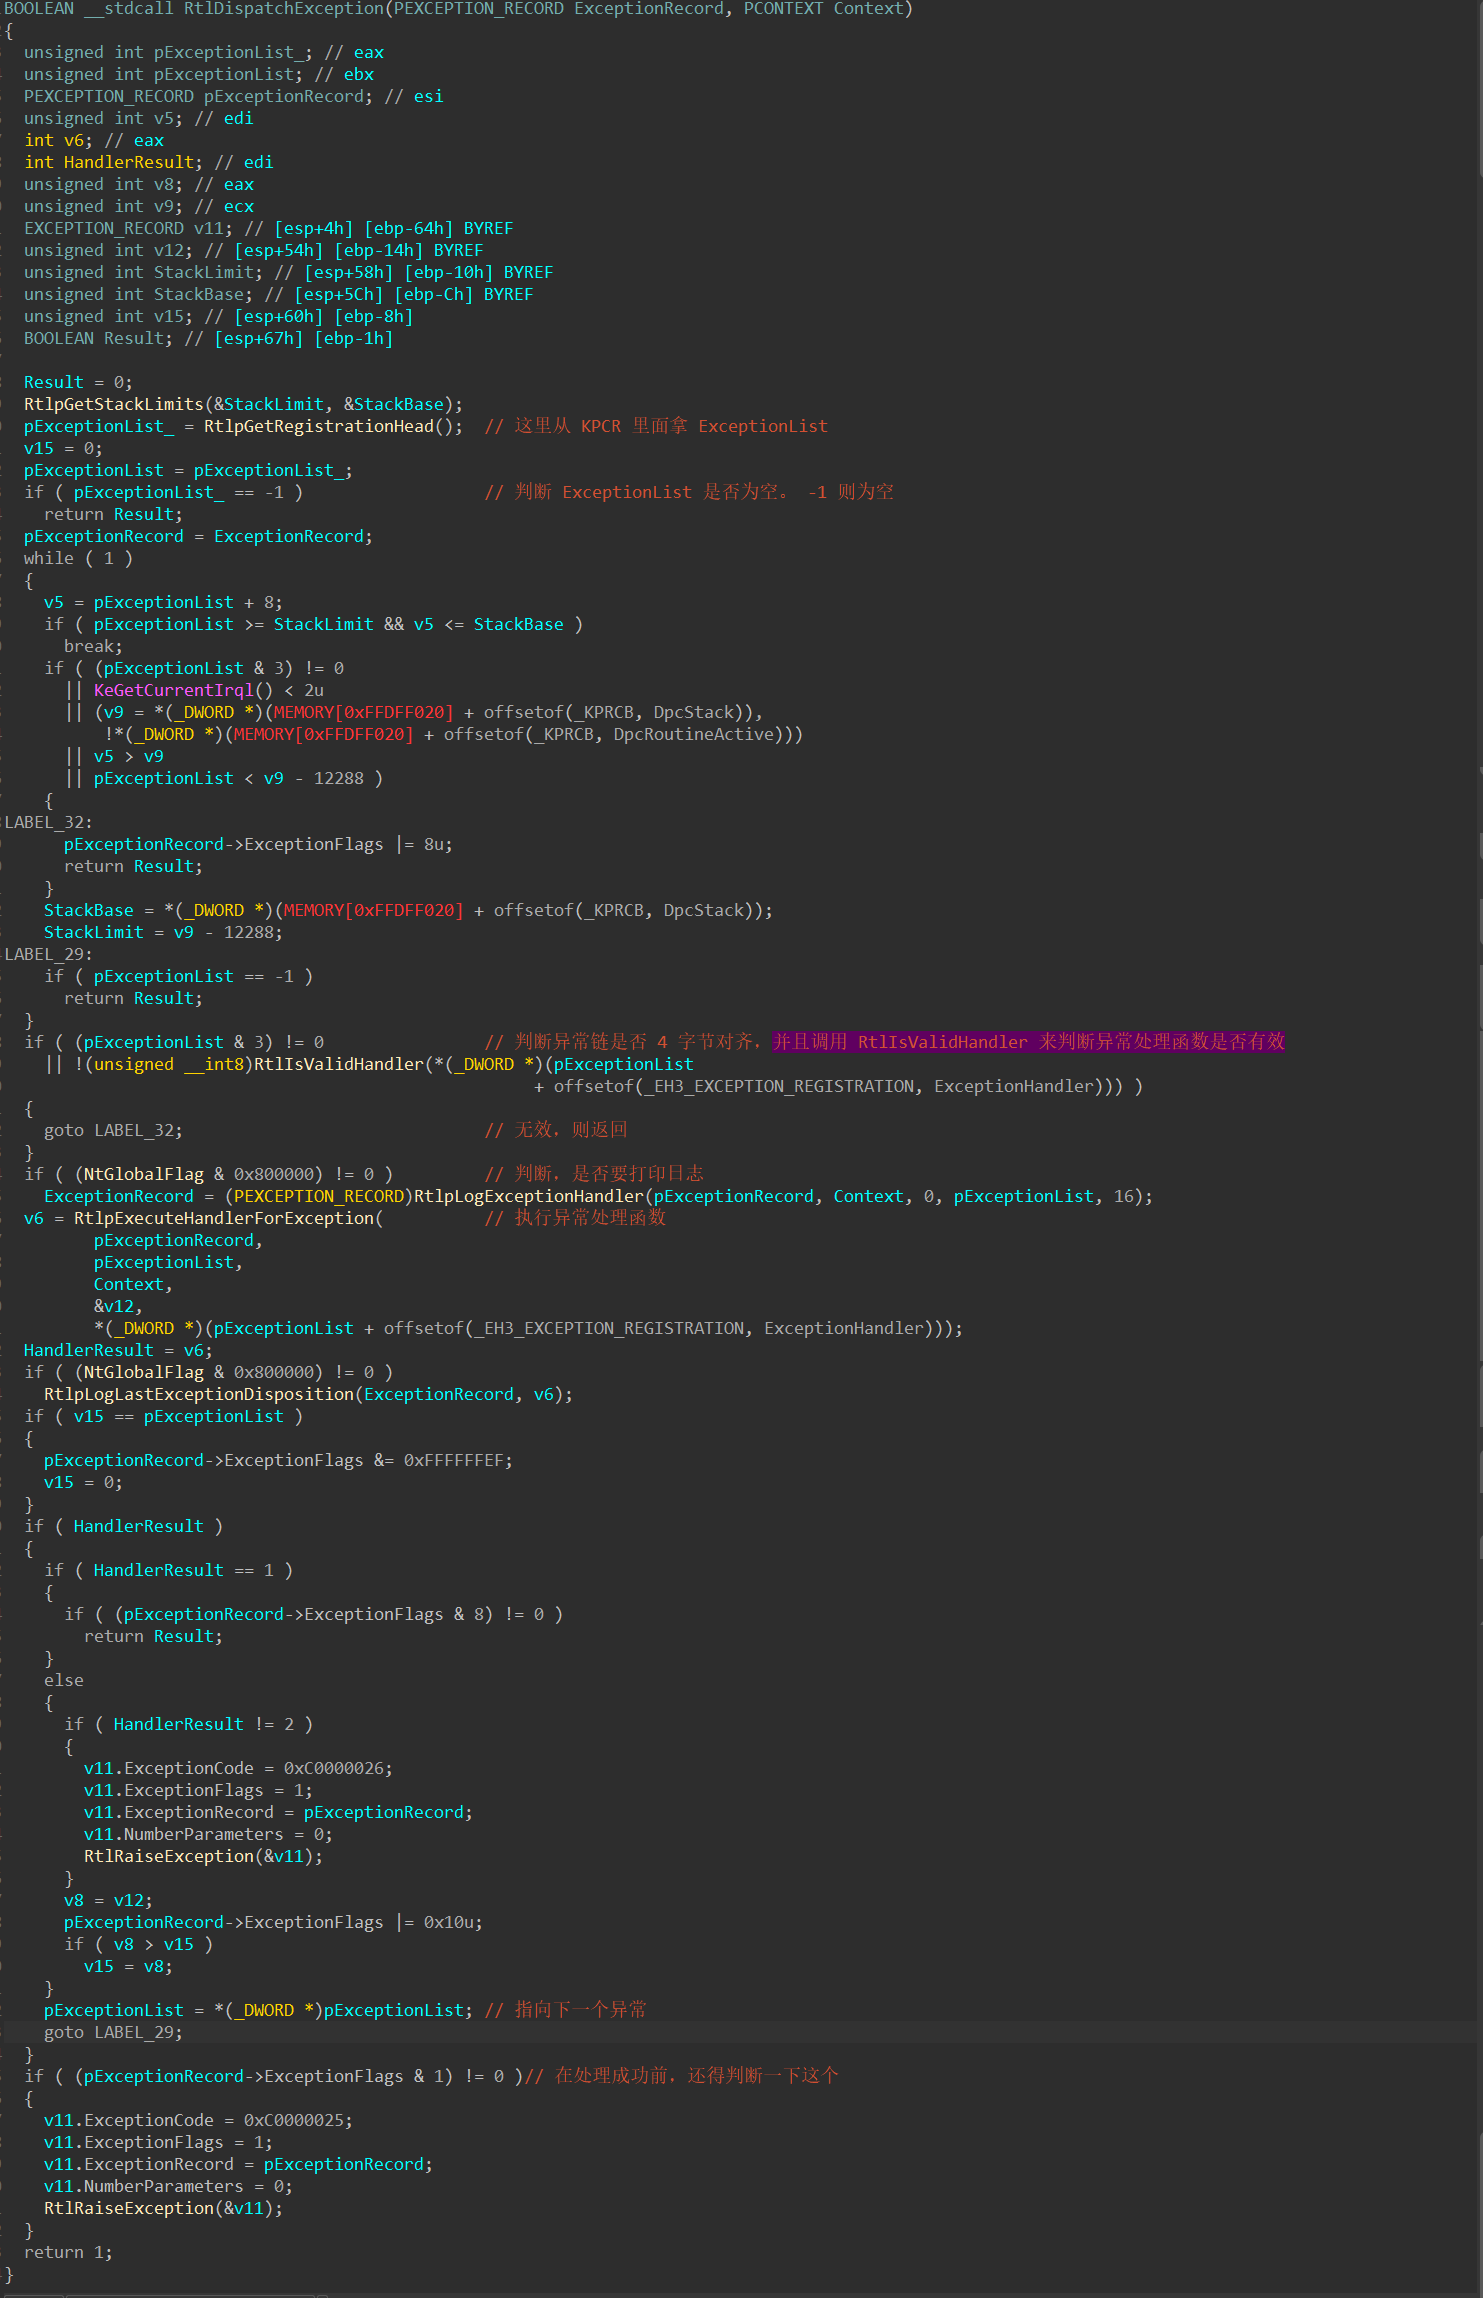 BOOLEAN __stdcall RtlDispatchException(PEXCEPTION_RECORD ExceptionRecord, PCONTEXT Context)
{
  unsigned int pExceptionList_; // eax
  unsigned int pExceptionList; // ebx
  PEXCEPTION_RECORD pExceptionRecord; // esi
  unsigned int v5; // edi
  int v6; // eax
  int HandlerResult; // edi
  unsigned int v8; // eax
  unsigned int v9; // ecx
  EXCEPTION_RECORD v11; // [esp+4h] [ebp-64h] BYREF
  unsigned int v12; // [esp+54h] [ebp-14h] BYREF
  unsigned int StackLimit; // [esp+58h] [ebp-10h] BYREF
  unsigned int StackBase; // [esp+5Ch] [ebp-Ch] BYREF
  unsigned int v15; // [esp+60h] [ebp-8h]
  BOOLEAN Result; // [esp+67h] [ebp-1h]

  Result = 0;
  RtlpGetStackLimits(&StackLimit, &StackBase);
  pExceptionList_ = RtlpGetRegistrationHead();  // 这里从 KPCR 里面拿 ExceptionList
  v15 = 0;
  pExceptionList = pExceptionList_;
  if ( pExceptionList_ == -1 )                  // 判断 ExceptionList 是否为空。 -1 则为空
    return Result;
  pExceptionRecord = ExceptionRecord;
  while ( 1 )
  {
    v5 = pExceptionList + 8;
    if ( pExceptionList >= StackLimit && v5 <= StackBase )
      break;
    if ( (pExceptionList & 3) != 0
      || KeGetCurrentIrql() < 2u
      || (v9 = *(_DWORD *)(MEMORY[0xFFDFF020] + offsetof(_KPRCB, DpcStack)),
          !*(_DWORD *)(MEMORY[0xFFDFF020] + offsetof(_KPRCB, DpcRoutineActive)))
      || v5 > v9
      || pExceptionList < v9 - 12288 )
    {
LABEL_32:
      pExceptionRecord->ExceptionFlags |= 8u;
      return Result;
    }
    StackBase = *(_DWORD *)(MEMORY[0xFFDFF020] + offsetof(_KPRCB, DpcStack));
    StackLimit = v9 - 12288;
LABEL_29:
    if ( pExceptionList == -1 )
      return Result;
  }
  if ( (pExceptionList & 3) != 0                // 判断异常链是否 4 字节对齐，并且调用 RtlIsValidHandler 来判断异常处理函数是否有效
    || !(unsigned __int8)RtlIsValidHandler(*(_DWORD *)(pExceptionList
                                                     + offsetof(_EH3_EXCEPTION_REGISTRATION, ExceptionHandler))) )
  {
    goto LABEL_32;                              // 无效，则返回
  }
  if ( (NtGlobalFlag & 0x800000) != 0 )         // 判断，是否要打印日志
    ExceptionRecord = (PEXCEPTION_RECORD)RtlpLogExceptionHandler(pExceptionRecord, Context, 0, pExceptionList, 16);
  v6 = RtlpExecuteHandlerForException(          // 执行异常处理函数
         pExceptionRecord,
         pExceptionList,
         Context,
         &v12,
         *(_DWORD *)(pExceptionList + offsetof(_EH3_EXCEPTION_REGISTRATION, ExceptionHandler)));
  HandlerResult = v6;
  if ( (NtGlobalFlag & 0x800000) != 0 )
    RtlpLogLastExceptionDisposition(ExceptionRecord, v6);
  if ( v15 == pExceptionList )
  {
    pExceptionRecord->ExceptionFlags &= 0xFFFFFFEF;
    v15 = 0;
  }
  if ( HandlerResult )
  {
    if ( HandlerResult == 1 )
    {
      if ( (pExceptionRecord->ExceptionFlags & 8) != 0 )
        return Result;
    }
    else
    {
      if ( HandlerResult != 2 )
      {
        v11.ExceptionCode = 0xC0000026;
        v11.ExceptionFlags = 1;
        v11.ExceptionRecord = pExceptionRecord;
        v11.NumberParameters = 0;
        RtlRaiseException(&v11);
      }
      v8 = v12;
      pExceptionRecord->ExceptionFlags |= 0x10u;
      if ( v8 > v15 )
        v15 = v8;
    }
    pExceptionList = *(_DWORD *)pExceptionList; // 指向下一个异常
    goto LABEL_29;
  }
  if ( (pExceptionRecord->ExceptionFlags & 1) != 0 )// 在处理成功前，还得判断一下这个
  {
    v11.ExceptionCode = 0xC0000025;
    v11.ExceptionFlags = 1;
    v11.ExceptionRecord = pExceptionRecord;
    v11.NumberParameters = 0;
    RtlRaiseException(&v11);
  }
  return 1;
}